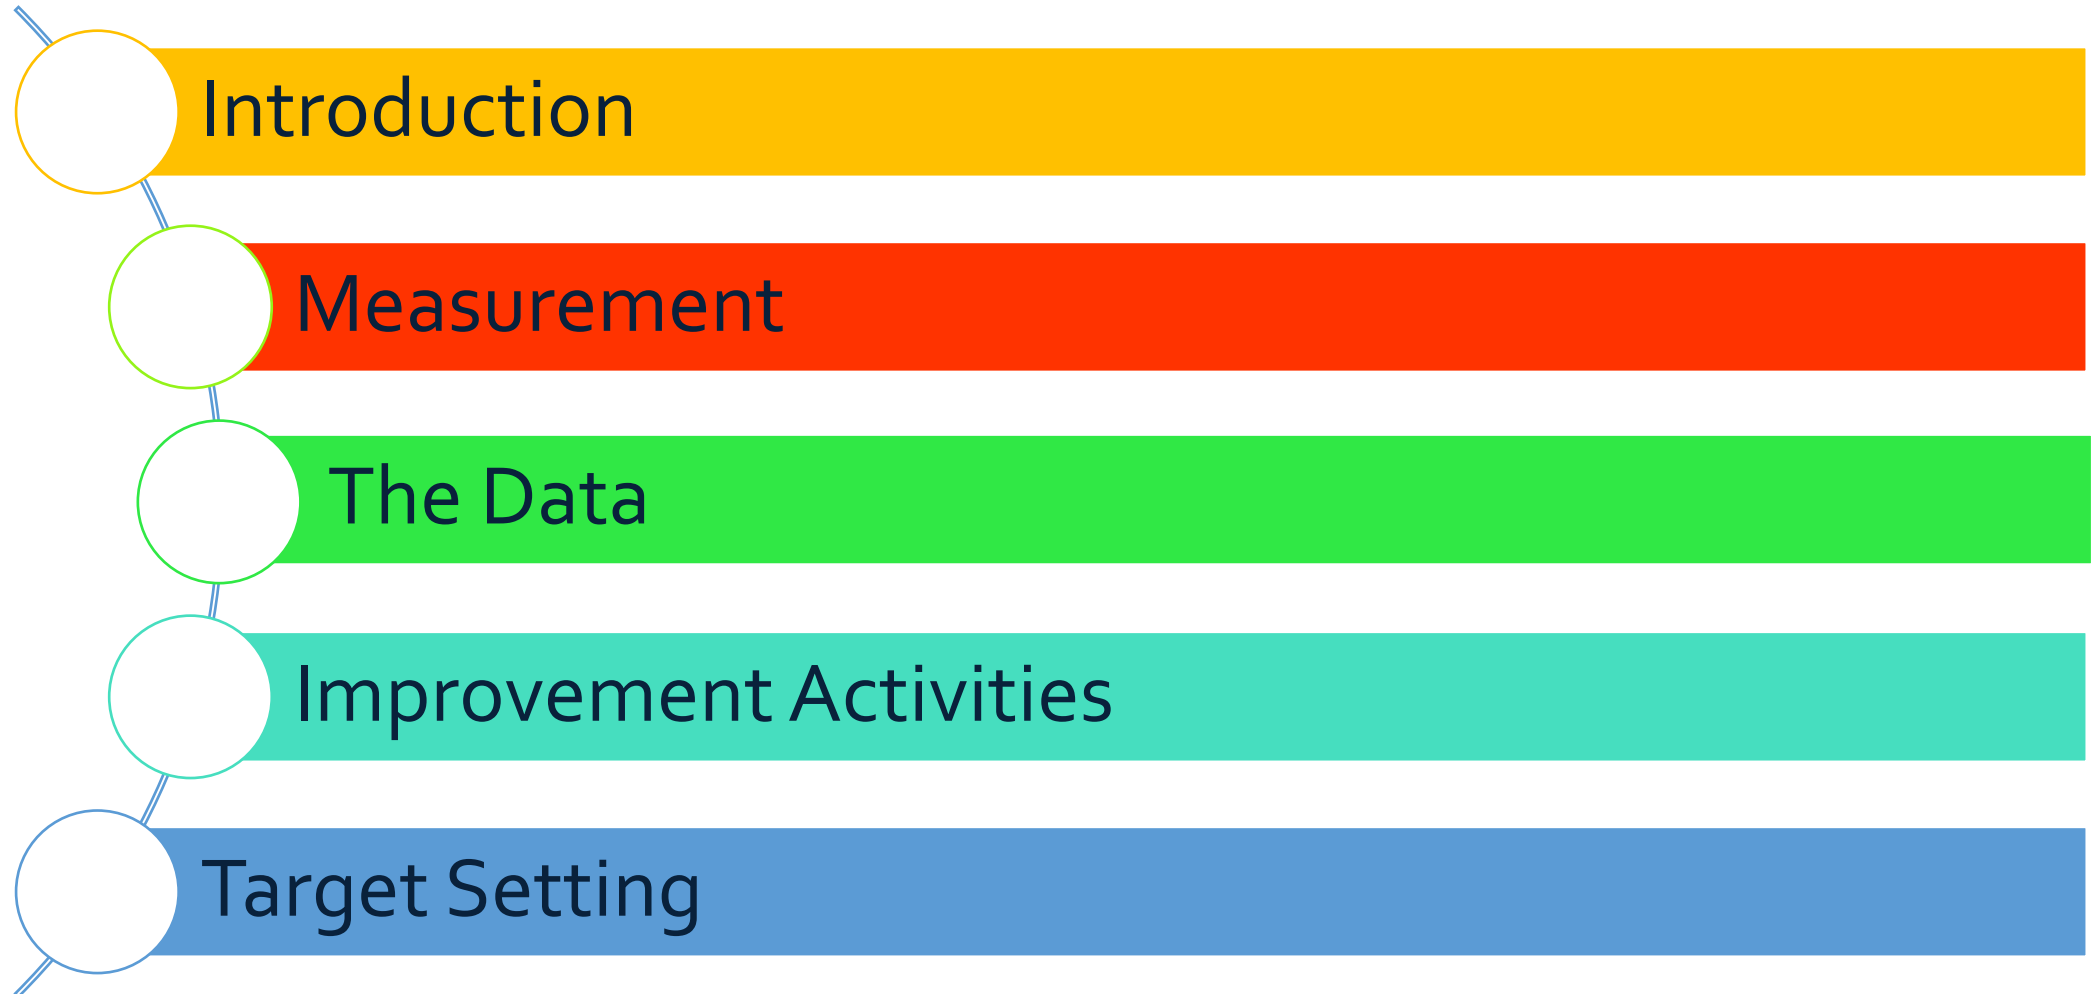 Introduction
Measurement
The Data
Improvement Activities
Target Setting